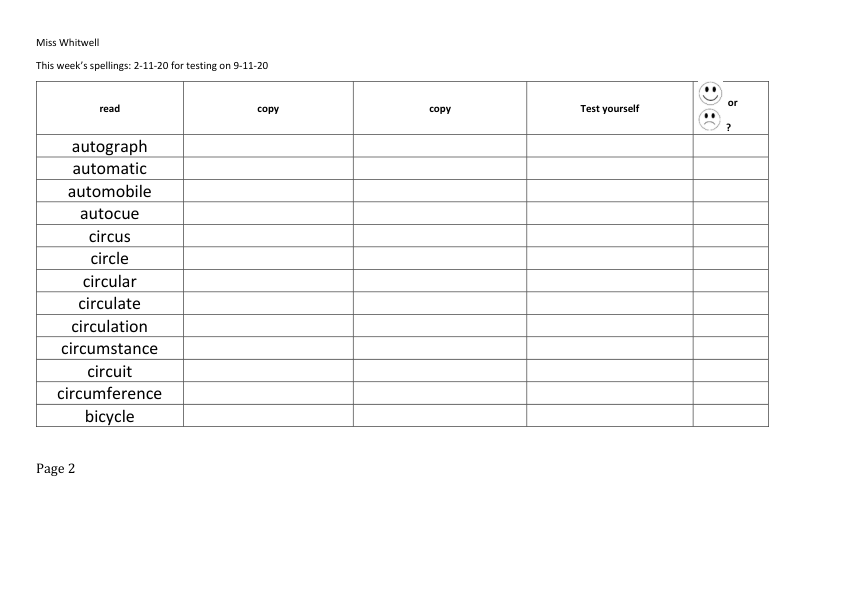 Miss Whitwell
This week's spellings: 2-11-20 for testing on 9-11-20
read copy copy Test yourself or
?
autograph
automatic
automobile
autocue
circus
circle
circular
circulate
circulation
circumstance
circuit
circumference
bicycle
Page 2